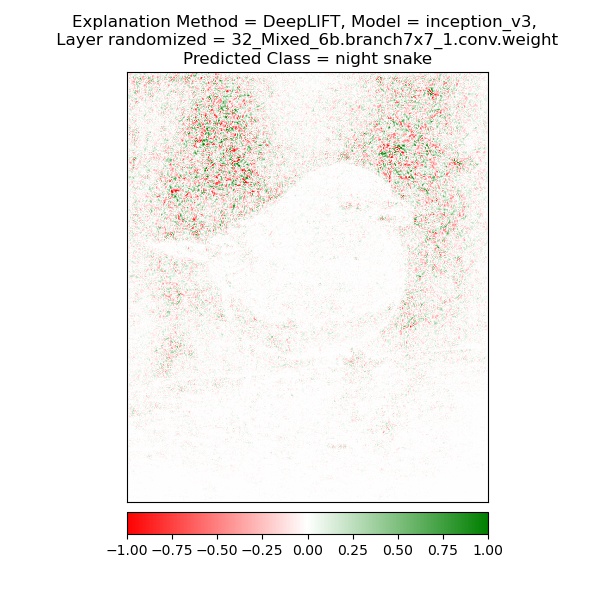 Explanation Method = DeepLIFT, Model = inception_v3,
Layer randomized = 32_Mixed_6b.branch7x7_1.conv.weight
Predicted Class = night snake
−1.00 −0.75 −0.50 −0.25 0.00 0.25 0.50 0.75 1.00